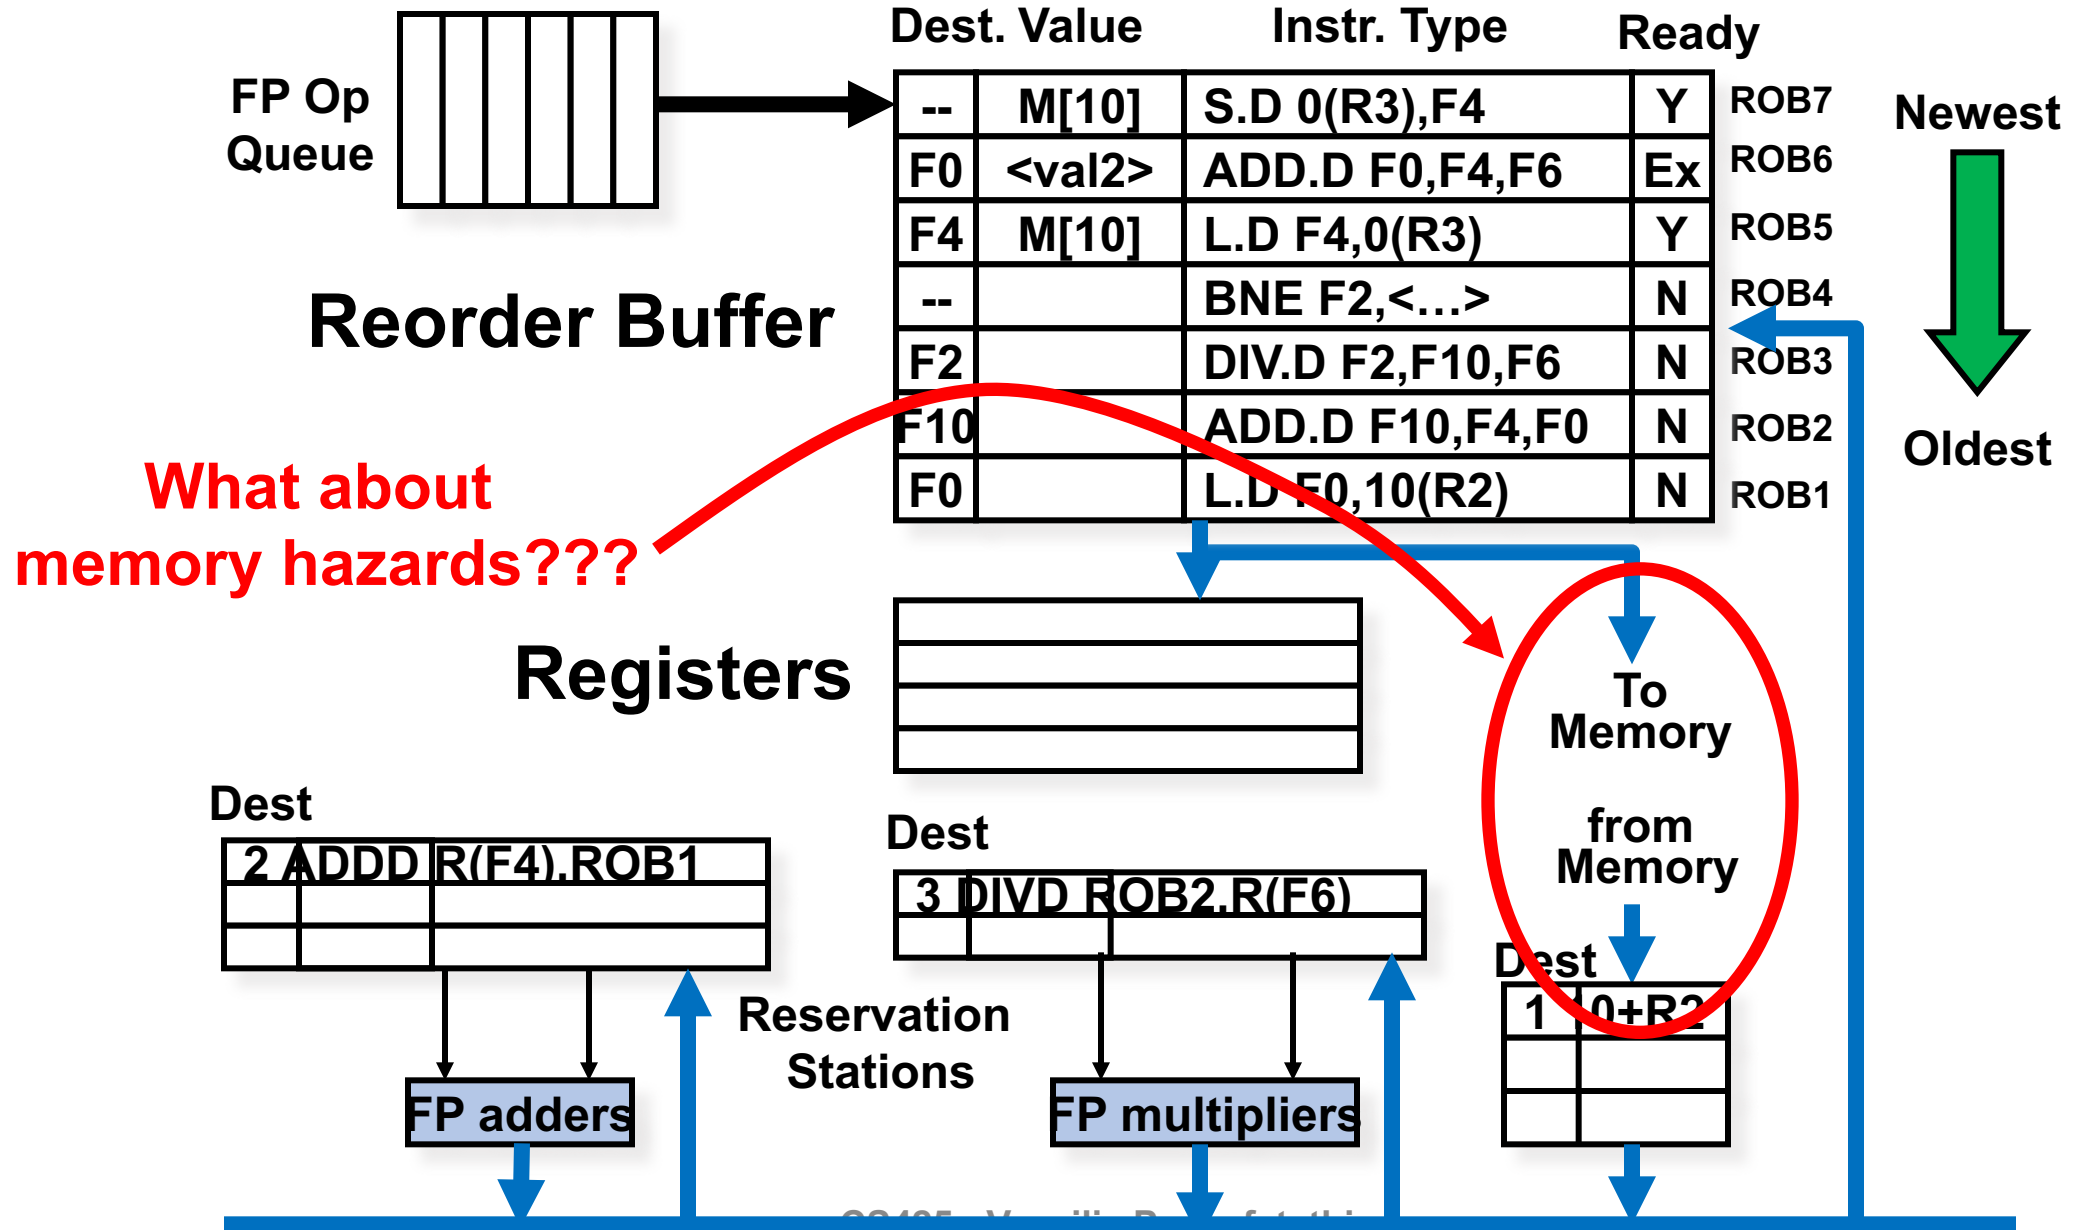 Dest. Value Instr. Type Ready
FP Op
Queue
-- M[10] S.D 0(R3),F4 Y ROB7
F0 <val2> ADD.D F0,F4,F6 Ex ROB6
F4 M[10] L.D F4,0(R3) Y ROB5
-- BNE F2,<...> N ROB4
F2 DIV.D F2,F10,F6 N ROB3
F10 ADD.D F10,F4,F0 N ROB2
F0 L.D F0,10(R2) N ROB1
Newest
Oldest
Reorder Buffer
What about
memory hazards???
Registers
To
Memory
from
Memory
Dest
2 ADDD R(F4),ROB1
Dest
3 DIVD ROB2,R(F6)
Dest
1 10+R2
Reservation
Stations
FP adders
FP multipliers